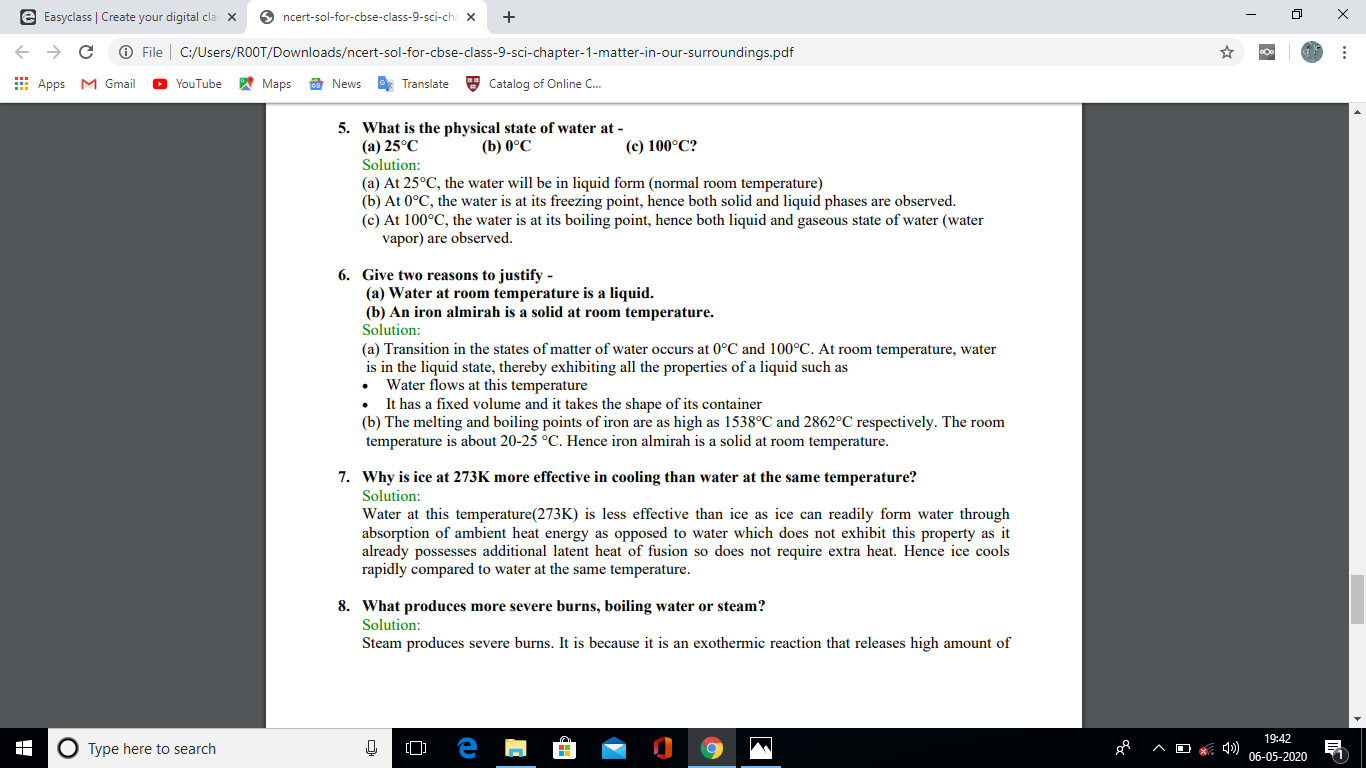 Easyclass | Create your digital cla
ncert-sol-for-cbse-class-9-sci-cha
File | C:/Users/R00T/Downloads/ncert-sol-for-cbse-class-9-sci-chapter-1-matter-in-our-surroundings.pdf
Apps Gmail YouTube Maps News Translate Catalog of Online C...
5. What is the physical state of water at -
(a) 25°C (b) 0°C (c) 100°C?
Solution:
(a) At 25°C, the water will be in liquid form (normal room temperature)
(b) At 0°C, the water is at its freezing point, hence both solid and liquid phases are observed.
(c) At 100°C, the water is at its boiling point, hence both liquid and gaseous state of water (water
vapor) are observed.
6. Give two reasons to justify -
(a) Water at room temperature is a liquid.
(b) An iron almirah is a solid at room temperature.
Solution:
(a) Transition in the states of matter of water occurs at 0°C and 100°C. At room temperature, water
is in the liquid state, thereby exhibiting all the properties of a liquid such as
• Water flows at this temperature
• It has a fixed volume and it takes the shape of its container
(b) The melting and boiling points of iron are as high as 1538°C and 2862°C respectively. The room
temperature is about 20-25 °C. Hence iron almirah is a solid at room temperature.
7. Why is ice at 273K more effective in cooling than water at the same temperature?
Solution:
Water at this temperature(273K) is less effective than ice as ice can readily form water through
absorption of ambient heat energy as opposed to water which does not exhibit this property as it
already possesses additional latent heat of fusion so does not require extra heat. Hence ice cools
rapidly compared to water at the same temperature.
8. What produces more severe burns, boiling water or steam?
Solution:
Steam produces severe burns. It is because it is an exothermic reaction that releases high amount of
Type here to search
19:42
06-05-2020
1